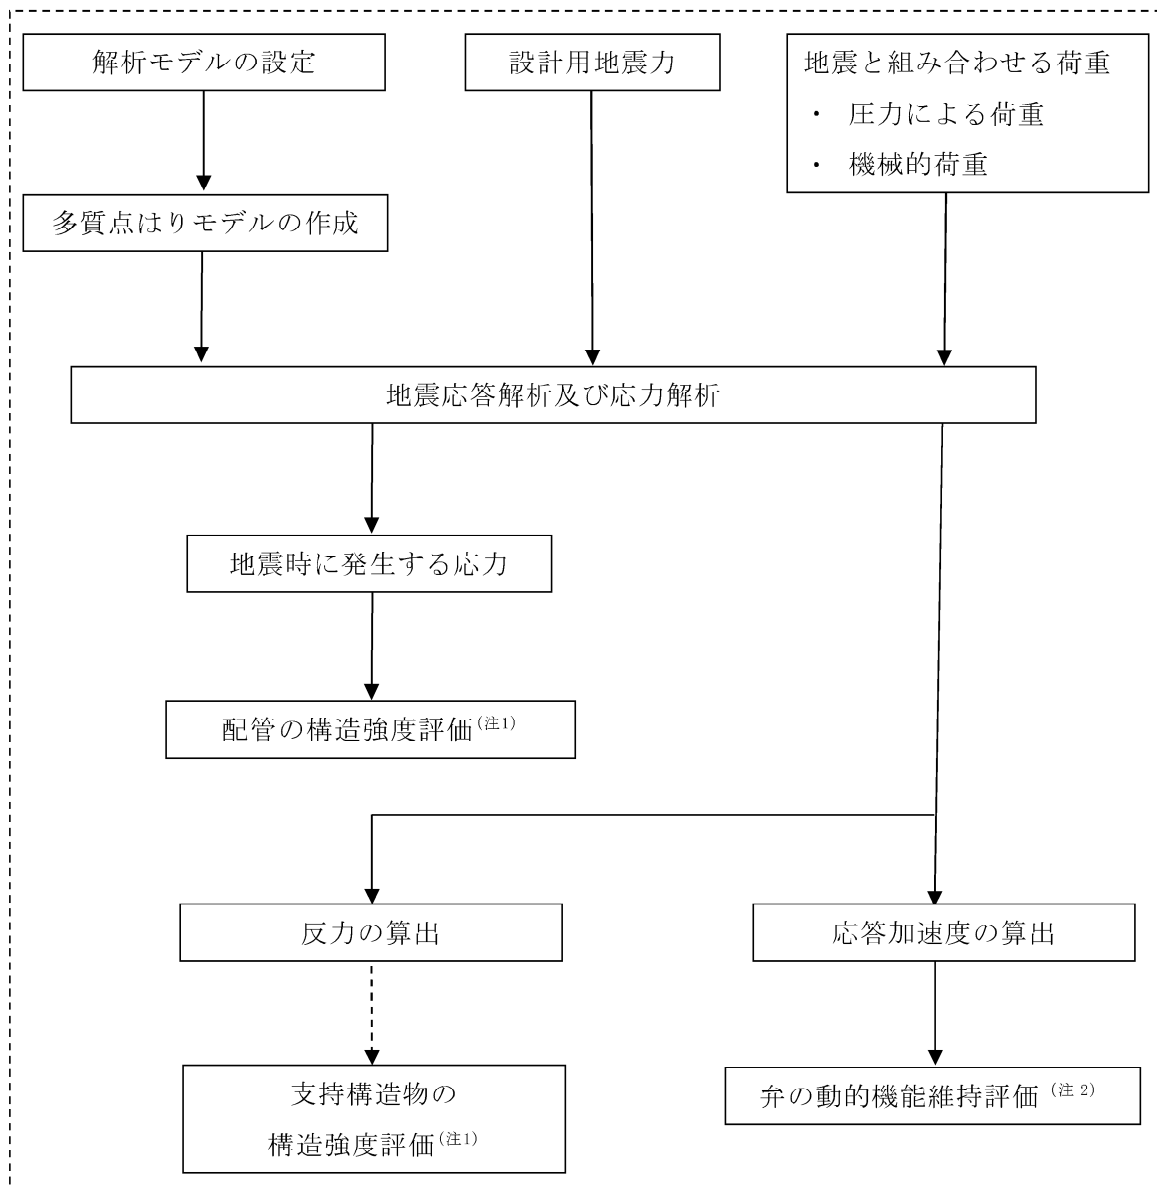 解析モデルの設定
設計用地震力
地震と組み合わせる荷重
・ 圧力による荷重
・ 機械的荷重
多質点はりモデルの作成
地震応答解析及び応力解析
地震時に発生する応力
配管の構造強度評価(注1)
反力の算出
応答加速度の算出
支持構造物の
構造強度評価(注1)
弁の動的機能維持評価(注2)